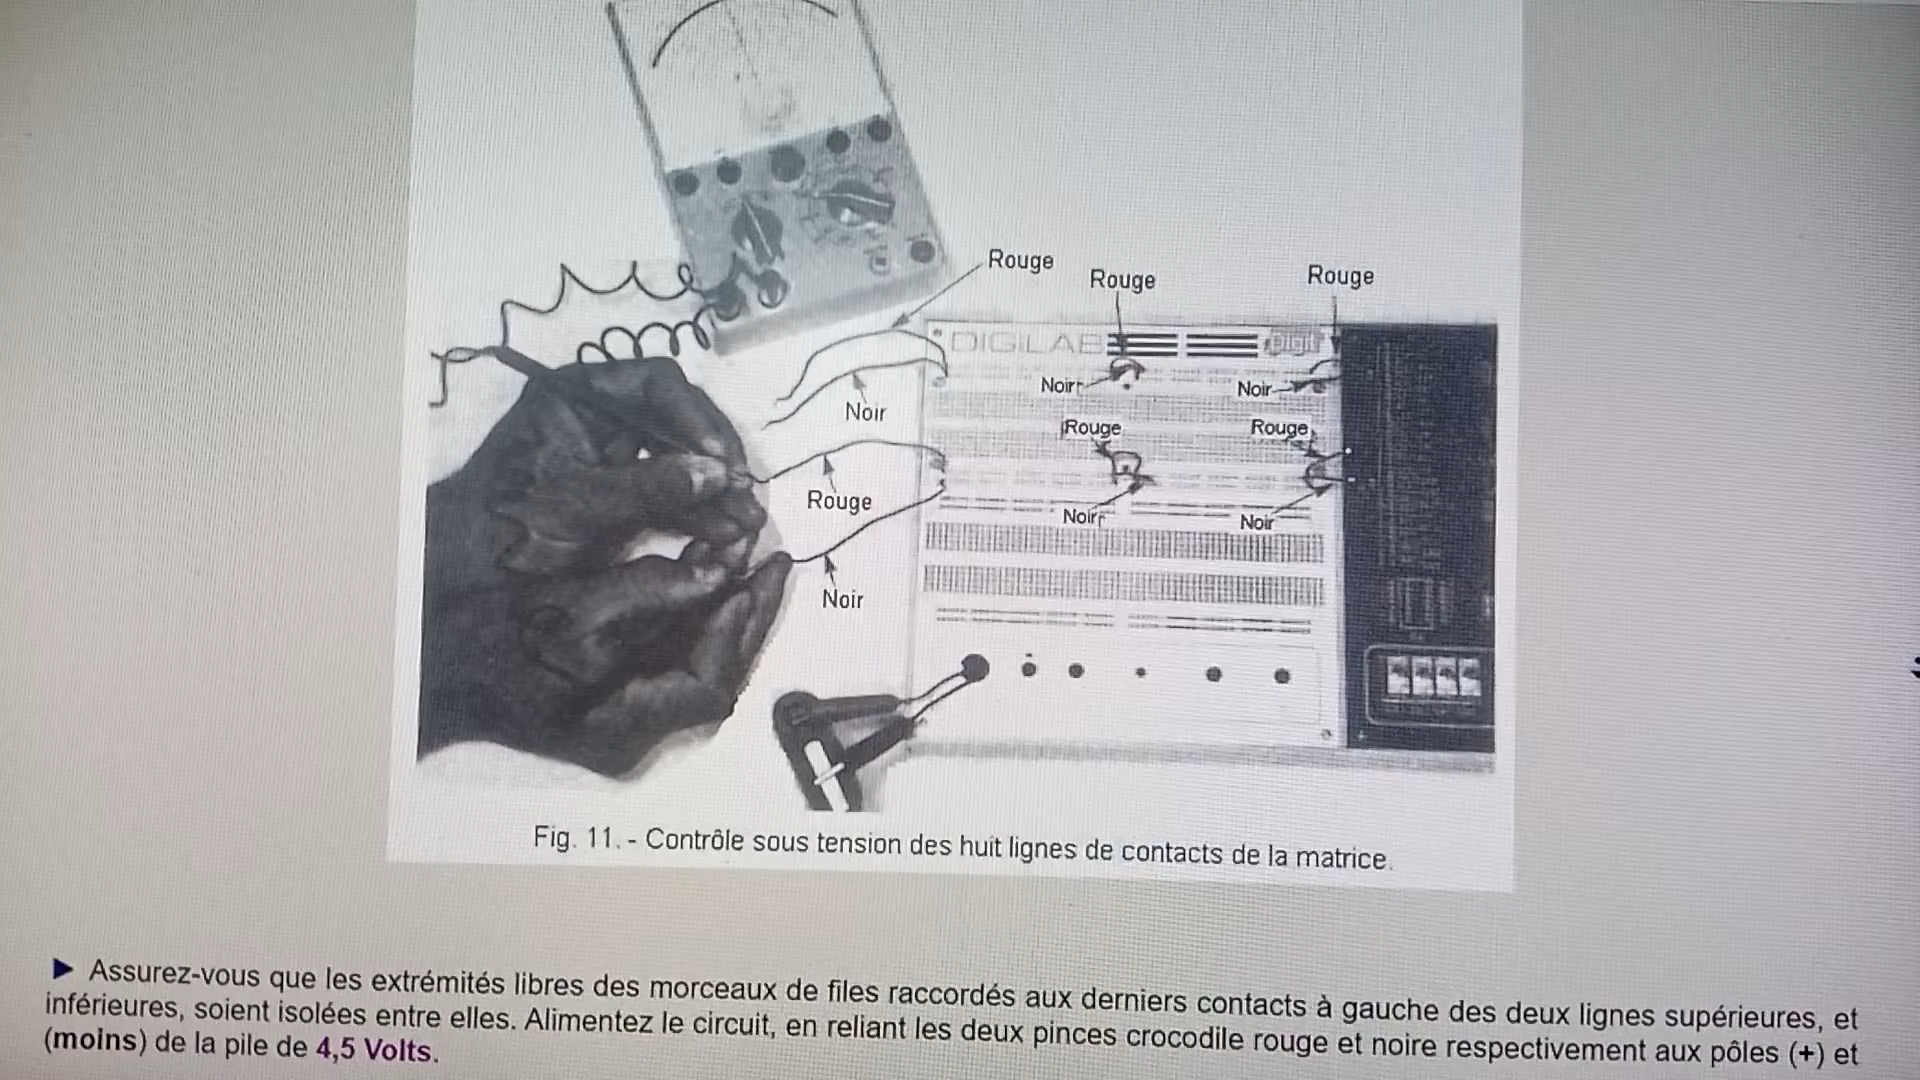 Rouge
Rouge
Rouge
DIGILAB
Noir
Noir
Noir
Rouge
Rouge
Rouge
Noir
Noir
Noir
Fig. 11. - Contrôle sous tension des huit lignes de contacts de la matrice.
► Assurez-vous que les extrémités libres des morceaux de files raccordés aux derniers contacts à gauche des deux lignes supérieures, et
inférieures, soient isolées entre elles. Alimentez le circuit, en reliant les deux pinces crocodile rouge et noire respectivement aux pôles (+) et
(moins) de la pile de 4,5 Volts.